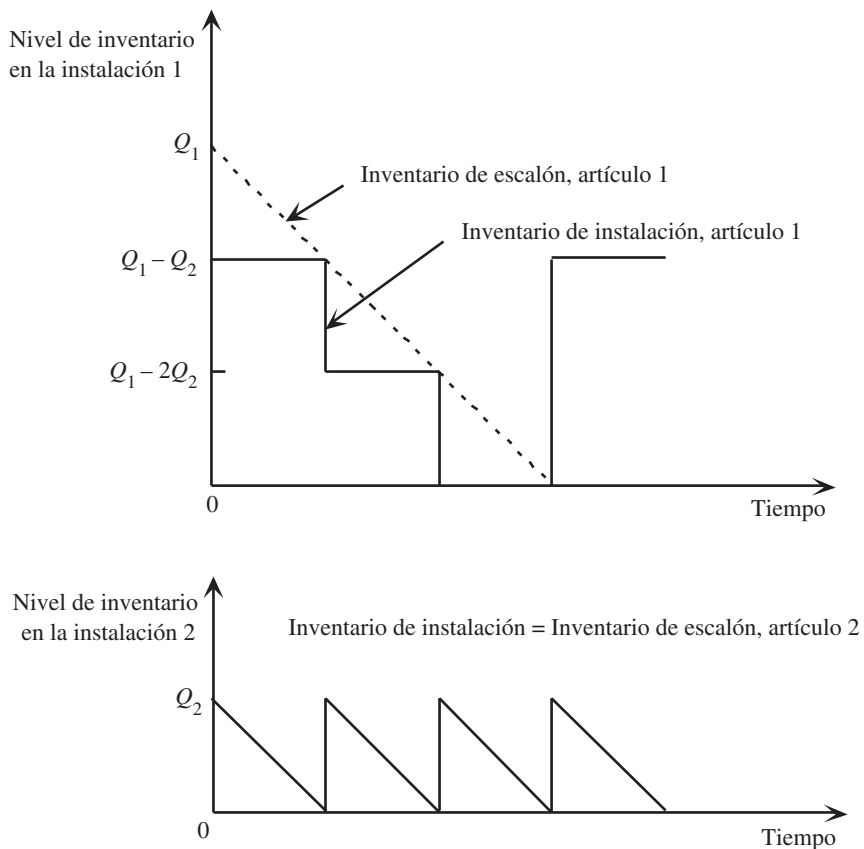 Nivel de inventario
en la instalación 1
Q1
Inventario de escalón, artículo 1
Inventario de instalación, artículo 1
Q1 – Q2
Q1 – 2Q2
0
Tiempo
Nivel de inventario
en la instalación 2
Inventario de instalación = Inventario de escalón, artículo 2
Q2
0
Tiempo